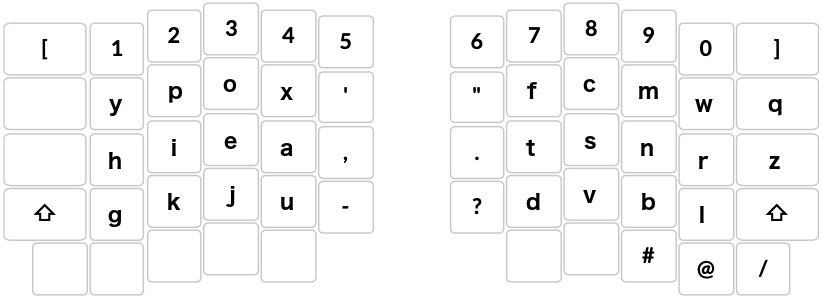 [ 1 2 3 4 5 6 7 8 9 0 ]
y p o x ' " f c m w q
h i e a , . t s n r z
⇧ g k j u - ? d v b l ⇧
# @ /